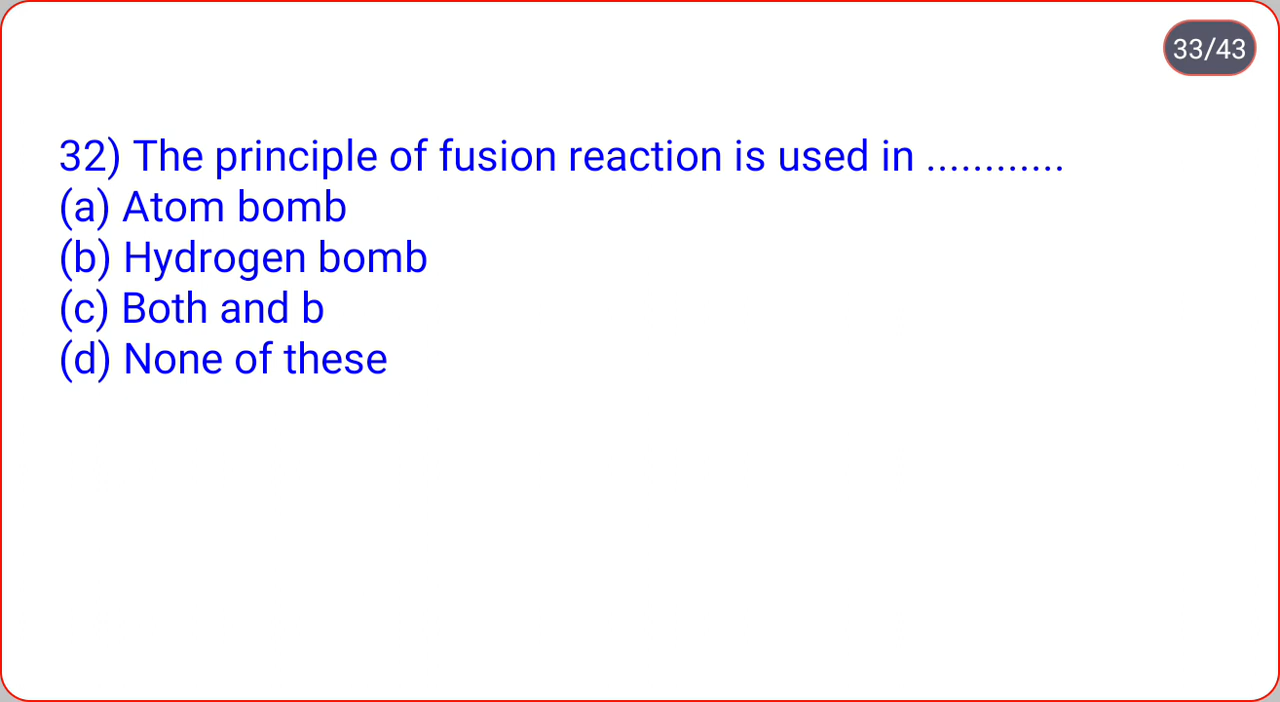 33/43
32) The principle of fusion reaction is used in ............
(a) Atom bomb
(b) Hydrogen bomb
(c) Both and b
(d) None of these